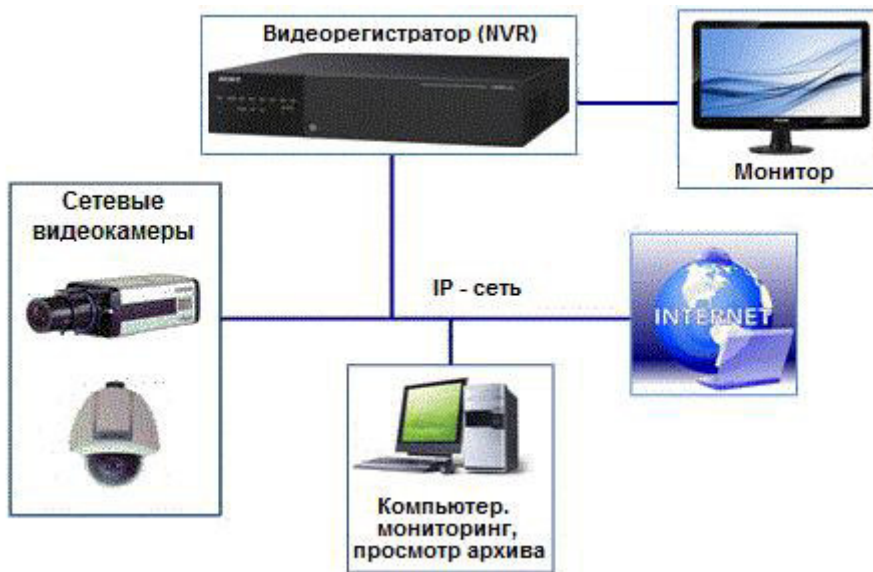 Видеорегистратор (NVR)
Монитор
Сетевые
видеокамеры
IP - сеть
INTERNET
Компьютер.
мониторинг,
просмотр архива